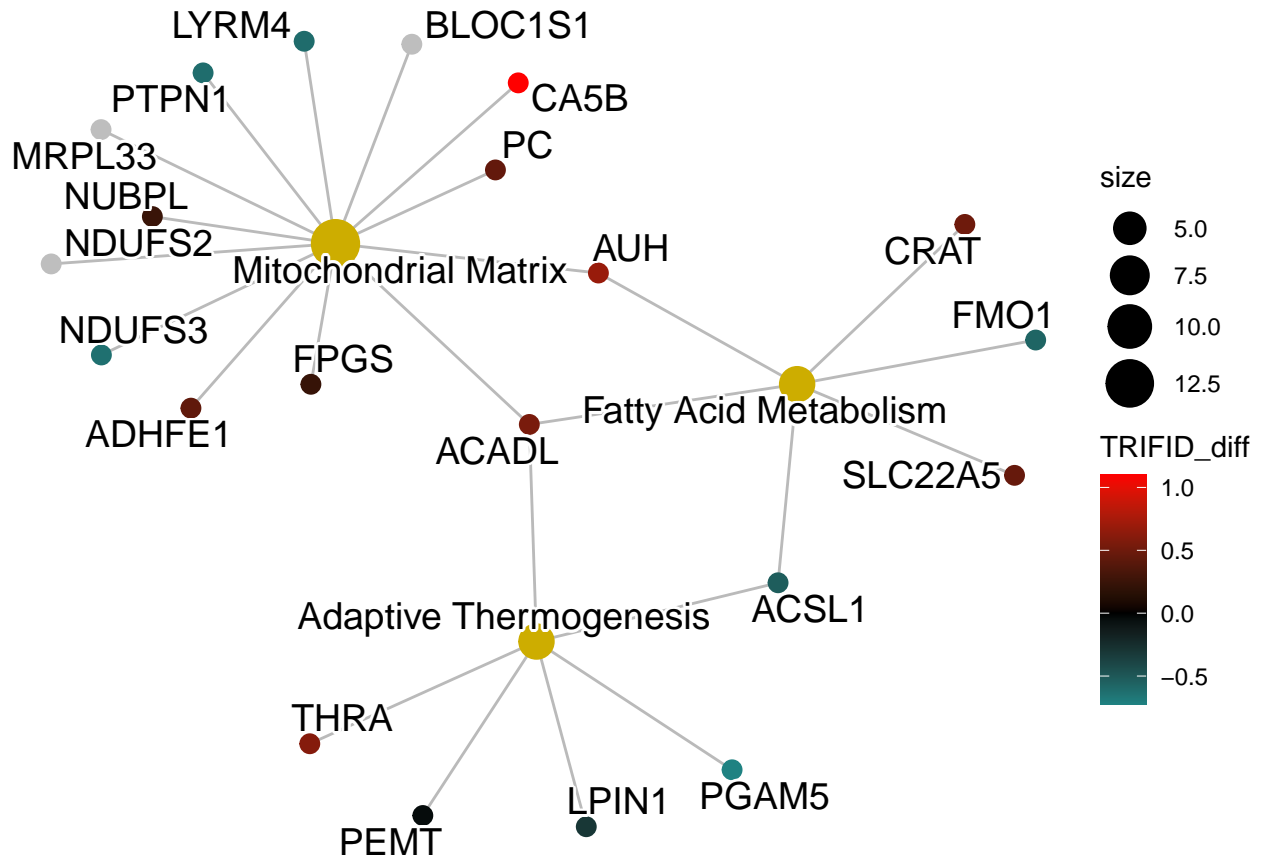 LYRM4
BLOC1S1
PTPN1
CA5B
MRPL33
PC
NUBPL
NDUFS2
Mitochondrial Matrix
AUH
CRAT
NDUFS3
FPGS
FMO1
ADHFE1
ACADL
Fatty Acid Metabolism
SLC22A5
Adaptive Thermogenesis
ACSL1
THRA
PEMT
LPIN1
PGAM5
size
5.0
7.5
10.0
12.5
TRIFID_diff
1.0
0.5
0.0
−0.5